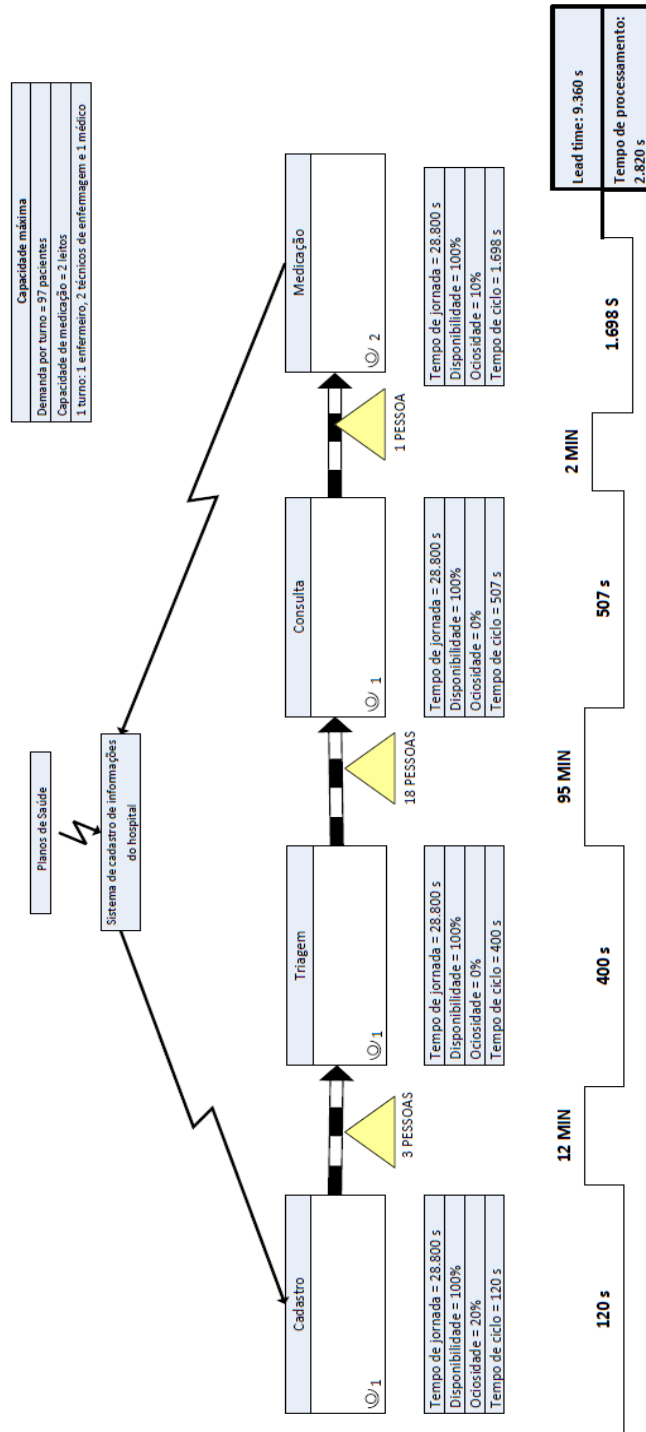 Capacidade máxima
Demanda por turno = 97 pacientes
Capacidade de medicação = 2 leitos
1 turno: 1 enfermeiro, 2 técnicos de enfermagem e 1 médico
Planos de Saúde
Sistema de cadastro de informações
do hospital
Cadastro
1
3 PESSOAS
Triagem
1
18 PESSOAS
Consulta
1
1 PESSOA
Medicação
2
Tempo de jornada = 28.800 s
Disponibilidade = 100%
Ociosidade = 20%
Tempo de ciclo = 120 s
Tempo de jornada = 28.800 s
Disponibilidade = 100%
Ociosidade = 0%
Tempo de ciclo = 400 s
Tempo de jornada = 28.800 s
Disponibilidade = 100%
Ociosidade = 0%
Tempo de ciclo = 507 s
Tempo de jornada = 28.800 s
Disponibilidade = 100%
Ociosidade = 10%
Tempo de ciclo = 1.698 s
120 s
12 MIN
400 s
95 MIN
507 s
2 MIN
1.698 S
Lead time: 9.360 s
Tempo de processamento:
2.820 s